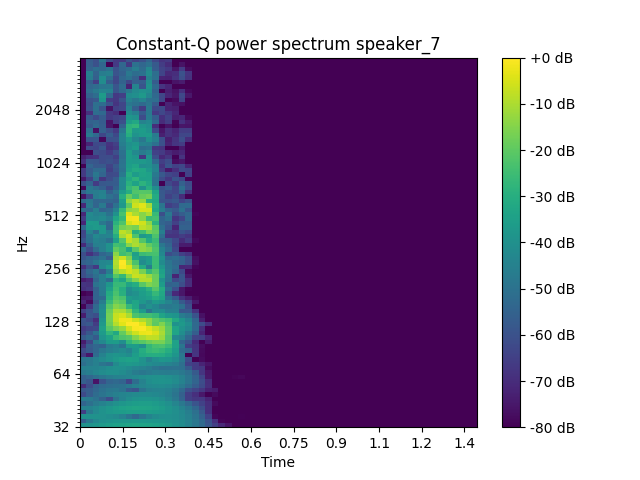 Constant-Q power spectrum speaker_7
Hz
2048
1024
512
256
128
64
32
0 0.15 0.3 0.45 0.6 0.75 0.9 1.1 1.2 1.4
Time
+0 dB
-10 dB
-20 dB
-30 dB
-40 dB
-50 dB
-60 dB
-70 dB
-80 dB